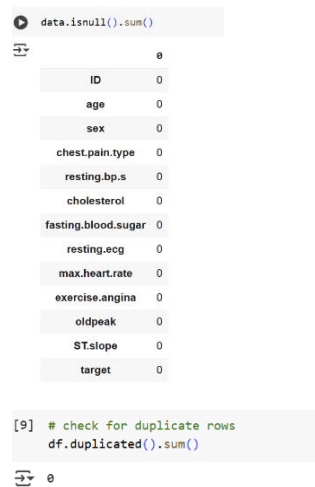 data.isnull().sum()
0
ID 0
age 0
sex 0
chest.pain.type 0
resting.bp.s 0
cholesterol 0
fasting.blood.sugar 0
resting.ecg 0
max.heart.rate 0
exercise.angina 0
oldpeak 0
ST.slope 0
target 0
[9] # check for duplicate rows
df.duplicated().sum()
0